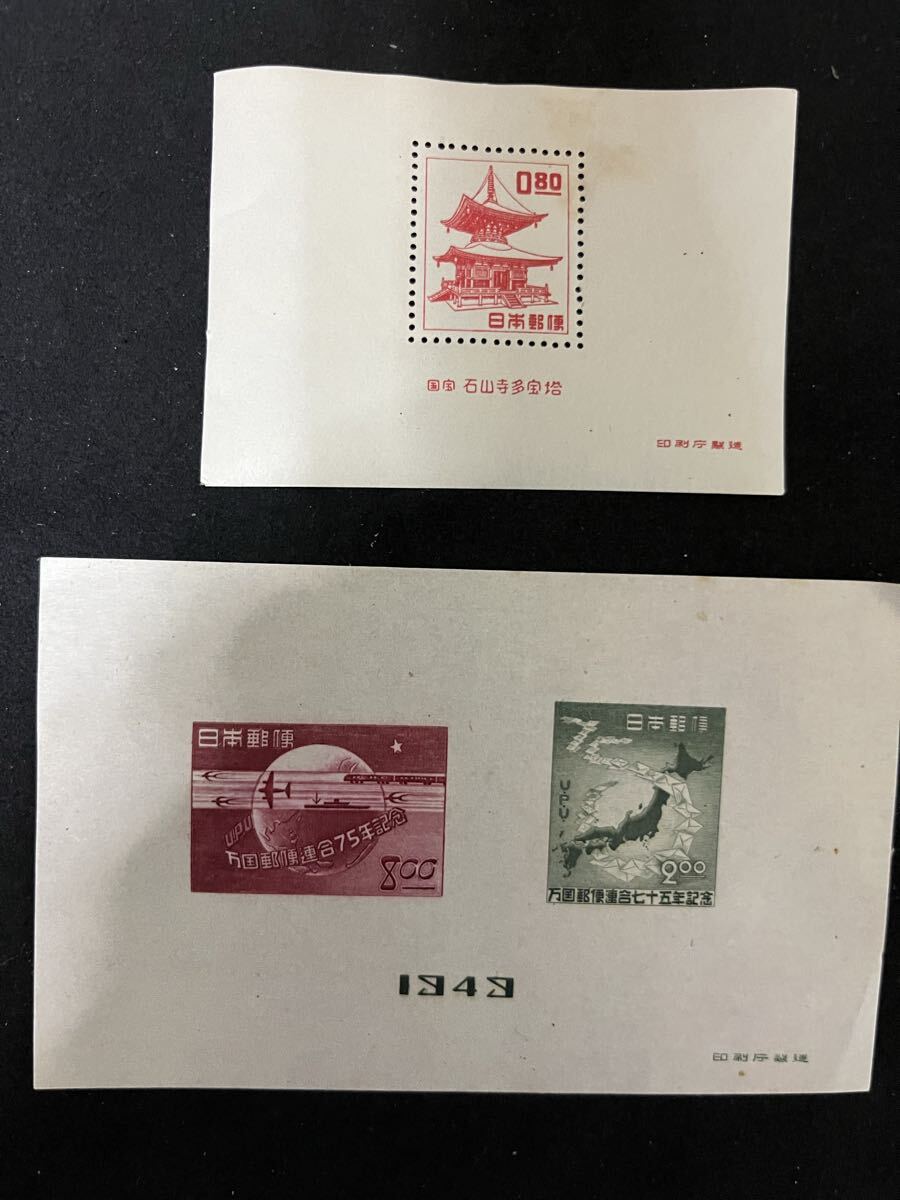 0.80
日本郵便
国宝 石山寺多宝塔
印刷庁製造
日本郵便
U.P.U.
万国郵便連合75年記念
8.00
日本郵便
U.P.U.
2.00
万国郵便連合七十五年記念
1949
印刷庁製造